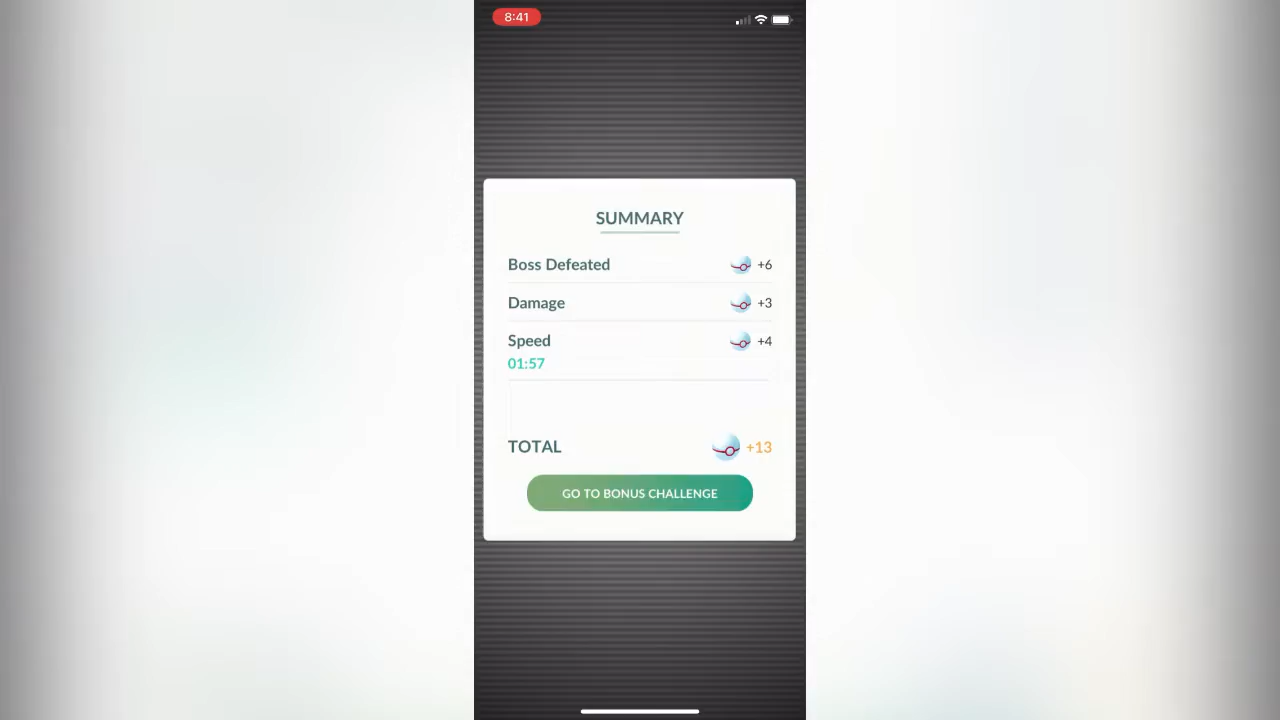 8:41
SUMMARY
Boss Defeated +6
Damage +3
Speed +4
01:57
TOTAL +13
GO TO BONUS CHALLENGE